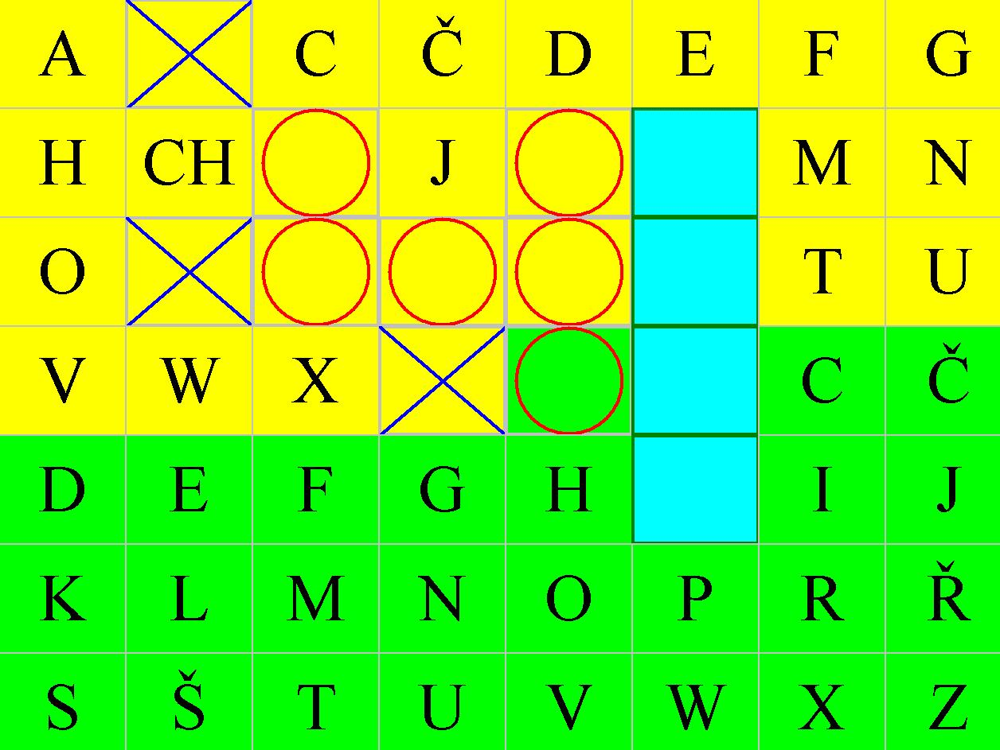 A C Č D E F G
H CH J M N
O T U
V W X C Č
D E F G H I J
K L M N O P R Ř
S Š T U V W X Z